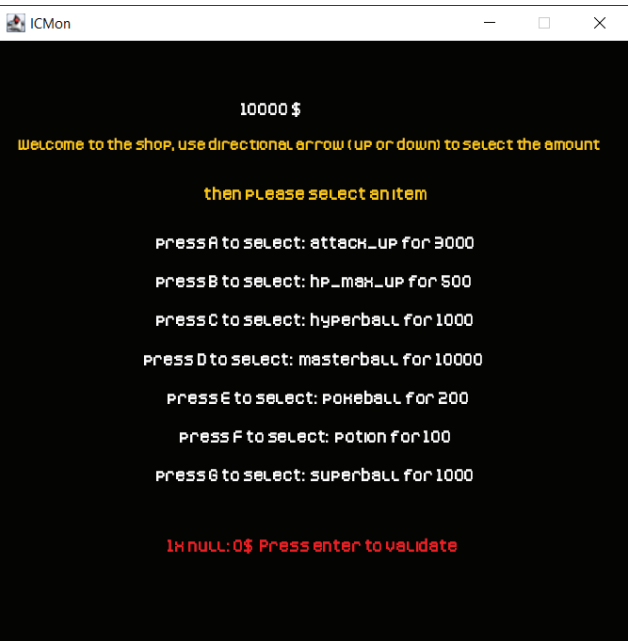 ICMon
10000 $
Welcome to the shop, use directional arrow (up or down) to select the amount
then please select an item
press A to select: attack_up for 3000
press B to select: hp_max_up for 500
press C to select: hyperball for 1000
press D to select: masterball for 10000
press E to select: pokeball for 200
press F to select: potion for 100
press G to select: superball for 1000
1x null: 0$ Press enter to validate